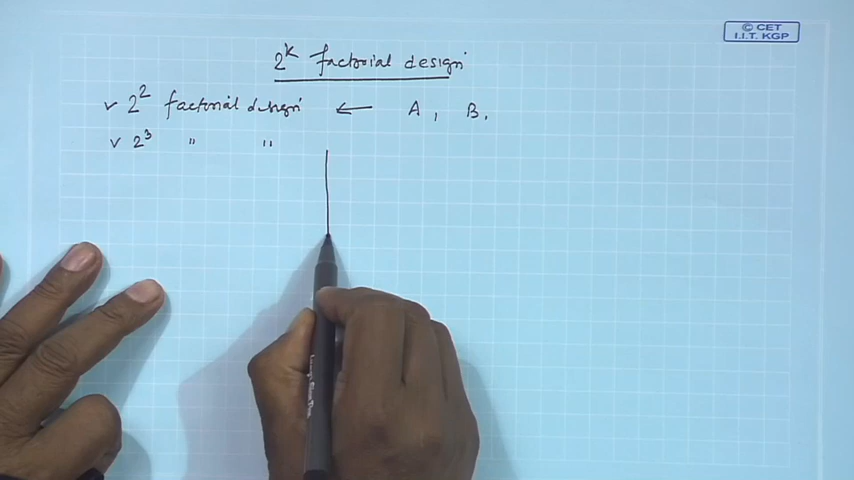 © CET
I.I.T. KGP
2^k factorial design
✓ 2^2 factorial design ← A, B,
✓ 2^3 " "